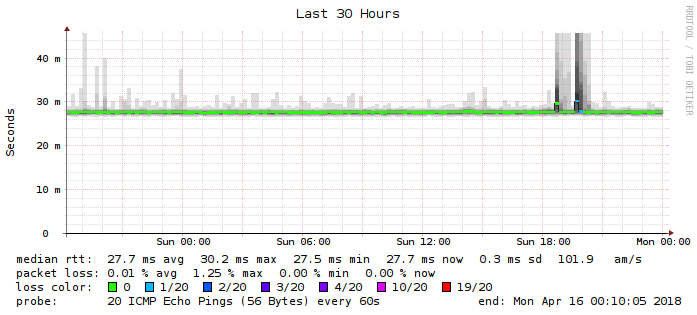 Last 30 Hours
RRDTOOL / TOBI OETIKER
Seconds
40 m
30 m
20 m
10 m
0
Sun 00:00 Sun 06:00 Sun 12:00 Sun 18:00 Mon 00:00
median rtt: 27.7 ms avg 30.2 ms max 27.5 ms min 27.7 ms now 0.3 ms sd 101.9 am/s
packet loss: 0.01 % avg 1.25 % max 0.00 % min 0.00 % now
loss color: 0 1/20 2/20 3/20 4/20 10/20 19/20
probe: 20 ICMP Echo Pings (56 Bytes) every 60s end: Mon Apr 16 00:10:05 2018